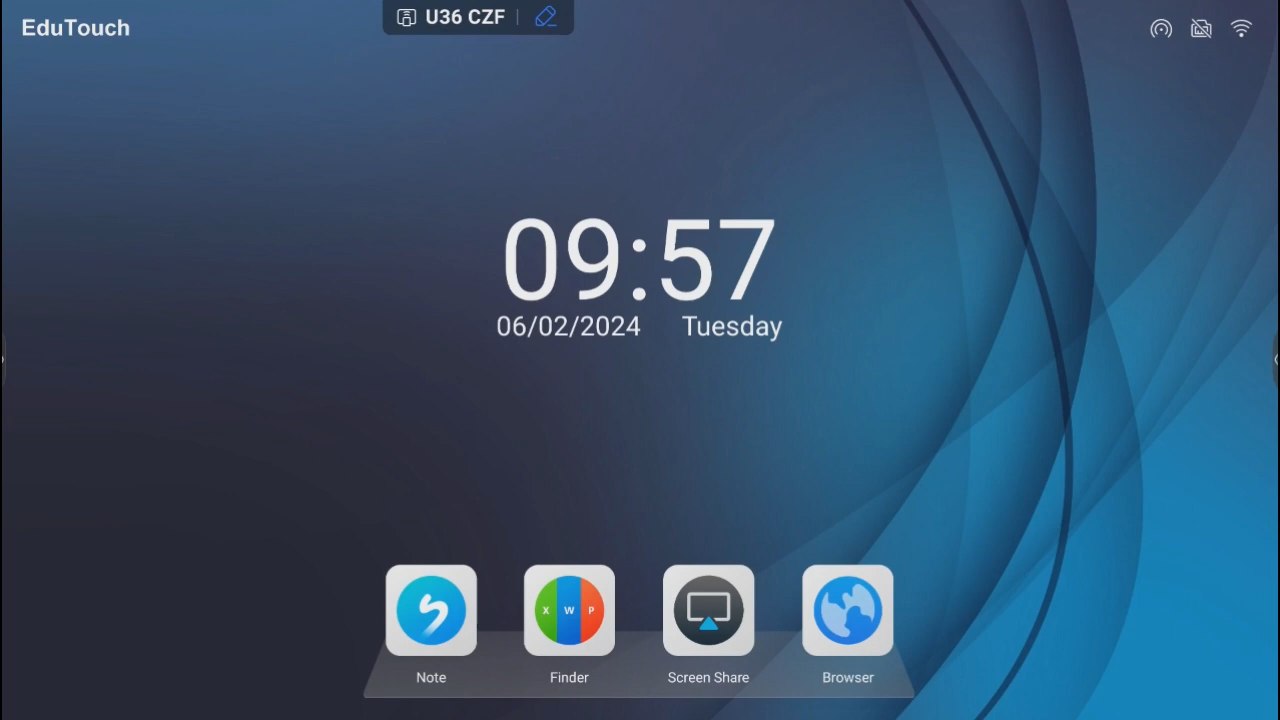 EduTouch
U36 CZF
09:57
06/02/2024 Tuesday
X W P
Note Finder Screen Share Browser